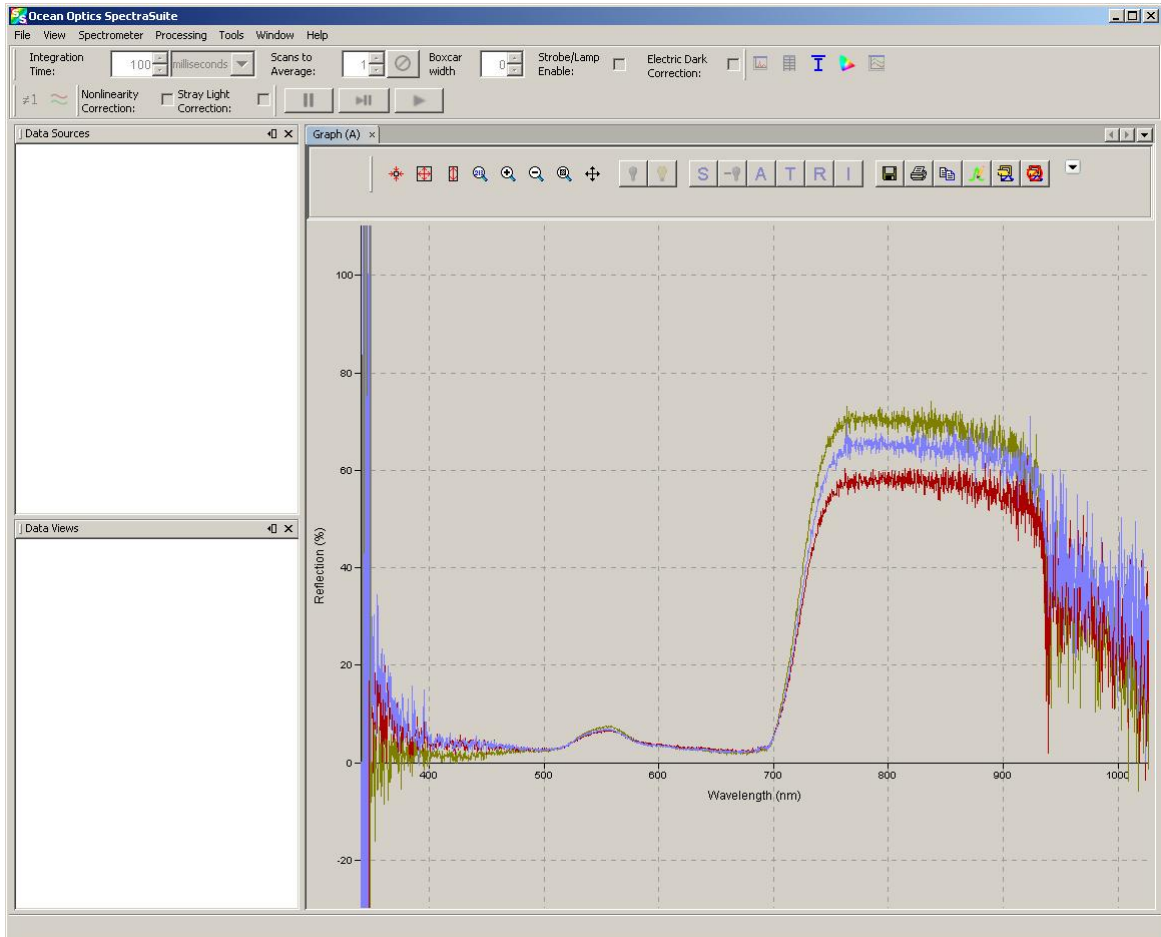 Ocean Optics SpectraSuite
File View Spectrometer Processing Tools Window Help
Integration Time: 100 milliseconds Scans to Average: 1 Boxcar width 0 Strobe/Lamp Enable: Electric Dark Correction:
≠1 Nonlinearity Correction: Stray Light Correction:
Data Sources
Graph (A)
S A T R I
Data Views
100
80
60
40
20
0
-20
Reflection (%)
400 500 600 700 800 900 1000
Wavelength (nm)